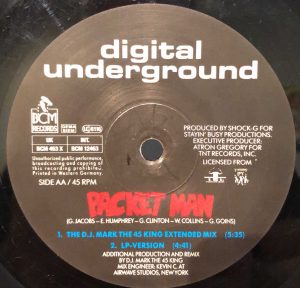 digital
underground
BCM
RECORDS
UK
BCM 463 X
INT.
BCM 12463
Unauthorized public performance,
broadcasting and copying of
this recording prohibited.
Printed in Western Germany.
SIDE AA / 45 RPM
PRODUCED BY SHOCK-G FOR
STAYIN' BUSY PRODUCTIONS.
EXECUTIVE PRODUCER:
ATRON GREGORY FOR
TNT RECORDS, INC.
LICENSED FROM
PACKET MAN
(G. JACOBS – E. HUMPHREY – G. CLINTON – W. COLLINS – G. GOINS)
1. THE D.J. MARK THE 45 KING EXTENDED MIX (5:35)
2. LP-VERSION (4:41)
ADDITIONAL PRODUCTION AND REMIX
BY D.J. MARK THE 45 KING
MIX ENGINEER: KEVIN C. AT
AIRWAVE STUDIOS, NEW YORK